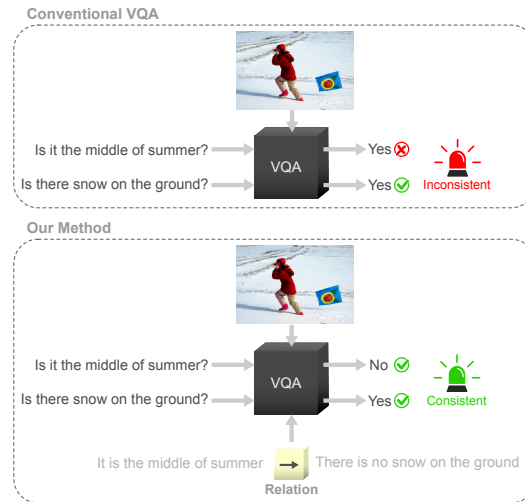 Conventional VQA
Is it the middle of summer?
VQA
Yes
Is there snow on the ground?
Yes
Inconsistent
Our Method
Is it the middle of summer?
VQA
No
Is there snow on the ground?
Yes
Consistent
It is the middle of summer → There is no snow on the ground
Relation